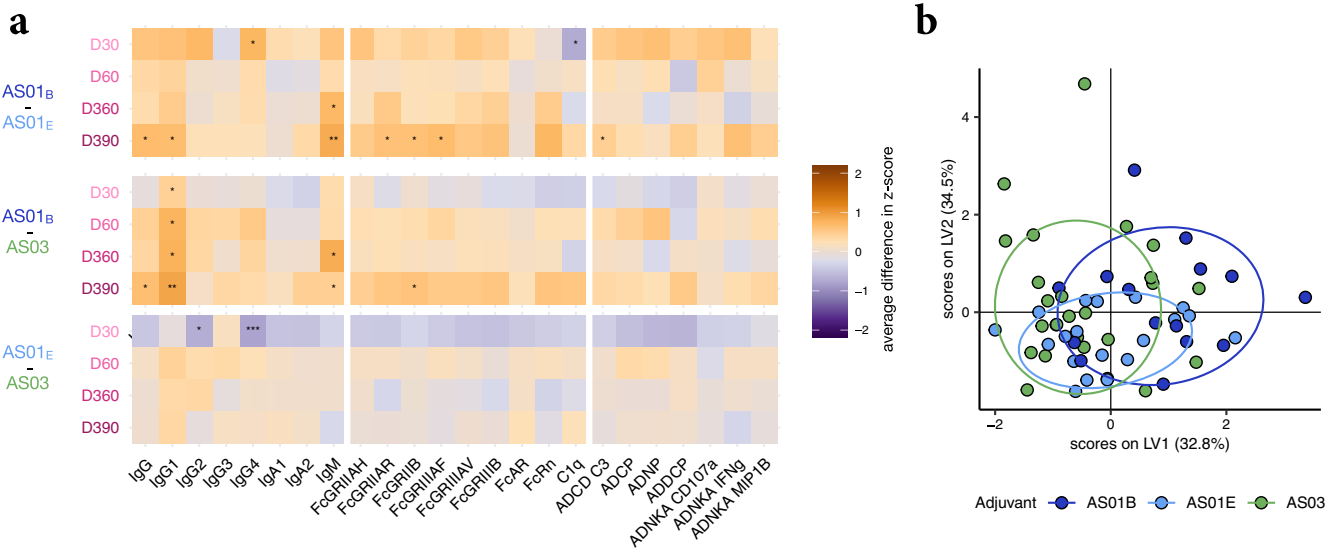 a
AS01B
-
AS01E
D30
* *
D60
D360
*
D390
* * ** * * * *
AS01B
-
AS03
D30
*
D60
*
D360
* *
D390
* ** * *
AS01E
-
AS03
D30
* ***
D60
D360
D390
IgG
IgG1
IgG2
IgG3
IgG4
IgA1
IgA2
IgM
FcGRIIAH
FcGRIIAR
FcGRIIB
FcGRIIIAF
FcGRIIIAV
FcGRIIIB
FcAR
FcRn
C1q
ADCD C3
ADCP
ADNP
ADDCP
ADNKA CD107a
ADNKA IFNg
ADNKA MIP1B
2
1
0
−1
−2
average difference in z-score
b
scores on LV2 (34.5%)
4
2
0
−2 0 2
scores on LV1 (32.8%)
Adjuvant AS01B AS01E AS03